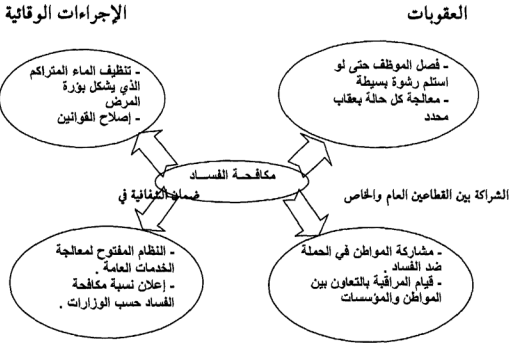 العقوبات
الإجراءات الوقائية
- فصل الموظف حتى لو
استلم رشوة بسيطة
- معالجة كل حالة بعقاب
محدد
- تنظيف الماء المتراكم
الذي يشكل بؤرة
المرض
- إصلاح القوانين
مكافحة الفساد
الشراكة بين القطاعين العام والخاص
ضمان الشفافية في
- مشاركة المواطن في الحملة
ضد الفساد .
- قيام المراقبة بالتعاون بين
المواطن والمؤسسات
- النظام المفتوح لمعالجة
الخدمات العامة .
- إعلان نسبة مكافحة
الفساد حسب الوزارات .